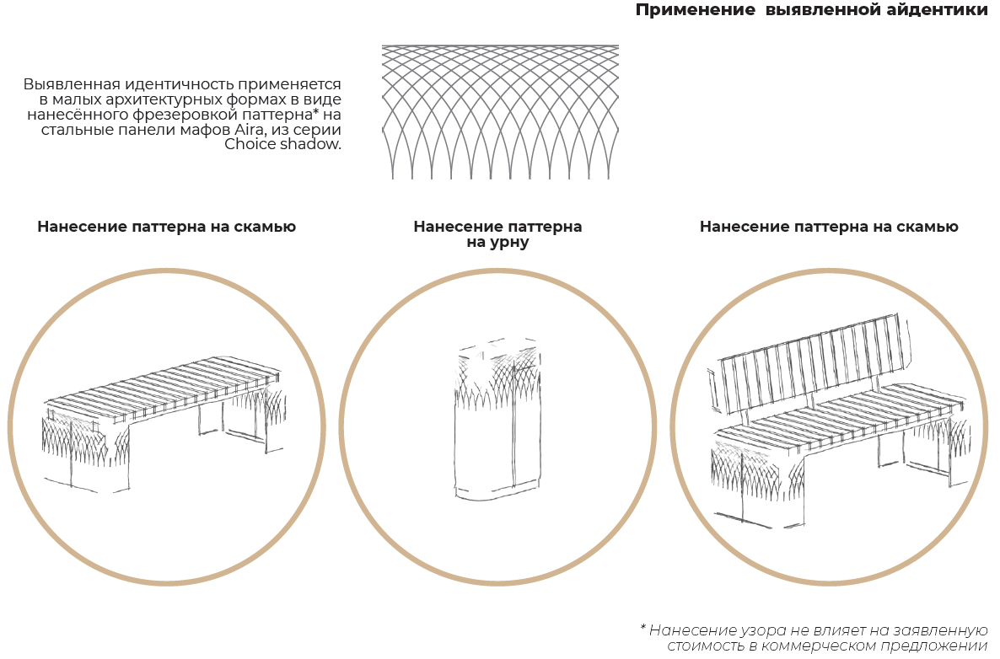 Применение выявленной айдентики
Выявленная идентичность применяется
в малых архитектурных формах в виде
нанесённого фрезеровкой паттерна* на
стальные панели мафов Aira, из серии
Choice shadow.
Нанесение паттерна на скамью
Нанесение паттерна
на урну
Нанесение паттерна на скамью
* Нанесение узора не влияет на заявленную
стоимость в коммерческом предложении